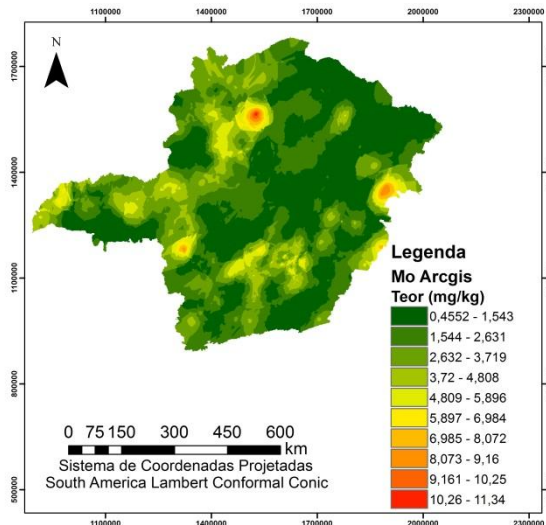 1100000 1400000 1700000 2000000 2300000
N
1700000
1400000
1100000
800000
500000
Legenda
Mo Arcgis
Teor (mg/kg)
0,4552 - 1,543
1,544 - 2,631
2,632 - 3,719
3,72 - 4,808
4,809 - 5,896
5,897 - 6,984
6,985 - 8,072
8,073 - 9,16
9,161 - 10,25
10,26 - 11,34
0 75 150 300 450 600
km
Sistema de Coordenadas Projetadas
South America Lambert Conformal Conic
1100000 1400000 1700000 2000000 2300000